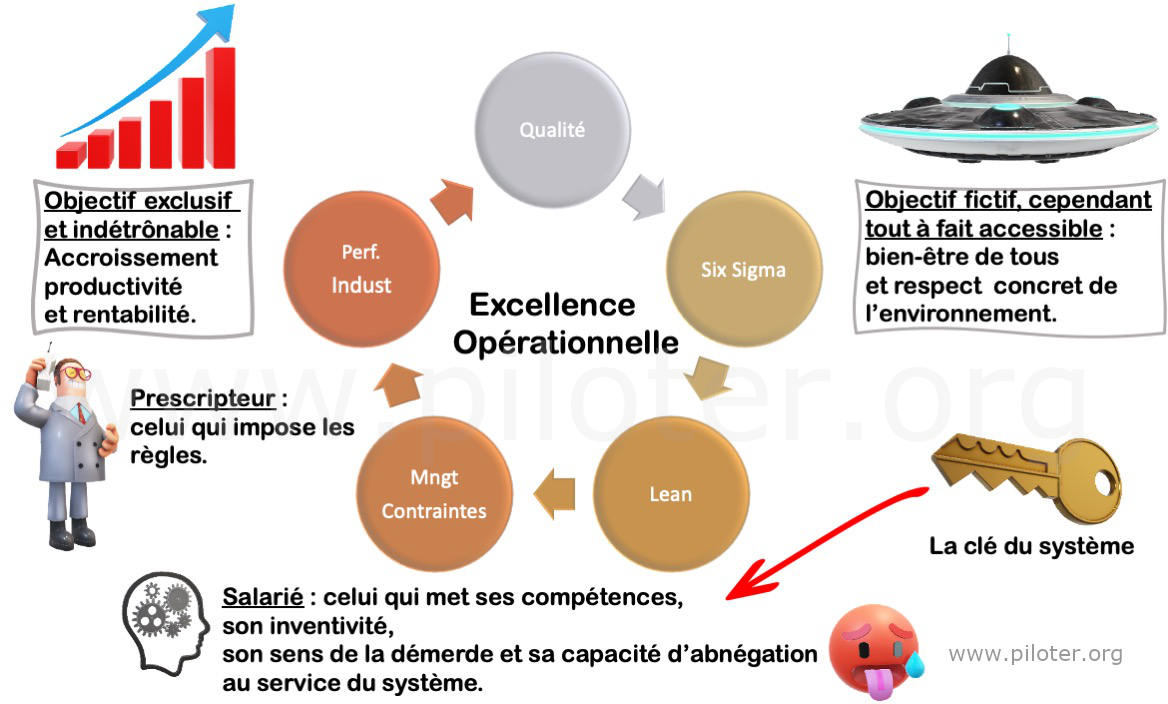 Qualité
Objectif exclusif
et indétrônable :
Accroissement
productivité
et rentabilité.
Objectif fictif, cependant
tout à fait accessible :
bien-être de tous
et respect concret de
l’environnement.
Perf.
Indust
Six Sigma
Excellence
Opérationnelle
www.piloter.org
Prescripteur :
celui qui impose les
règles.
Mngt
Contraintes
Lean
La clé du système
Salarié : celui qui met ses compétences,
son inventivité,
son sens de la démerde et sa capacité d’abnégation
au service du système.
www.piloter.org